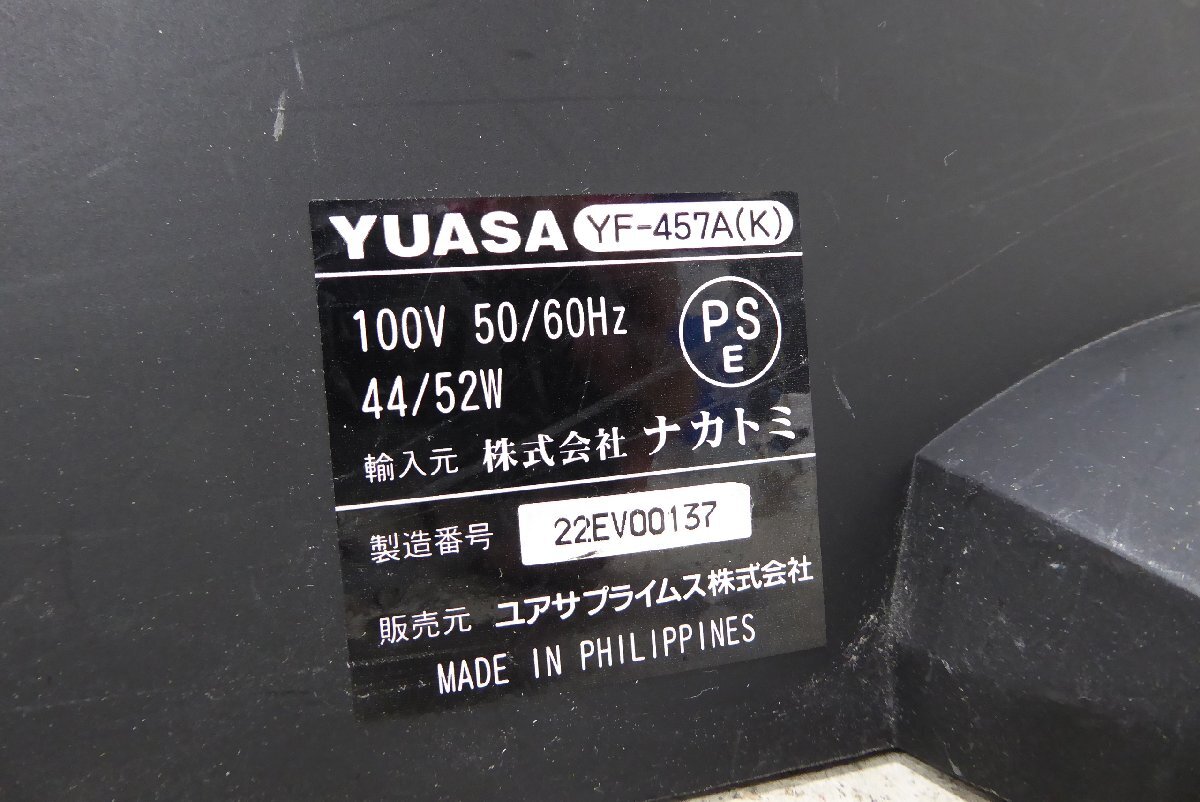 YUASA YF-457A(K)
100V 50/60Hz
PS
E
44/52W
輸入元 株式会社 ナカトミ
製造番号 22EV00137
販売元 ユアサプライムス株式会社
MADE IN PHILIPPINES